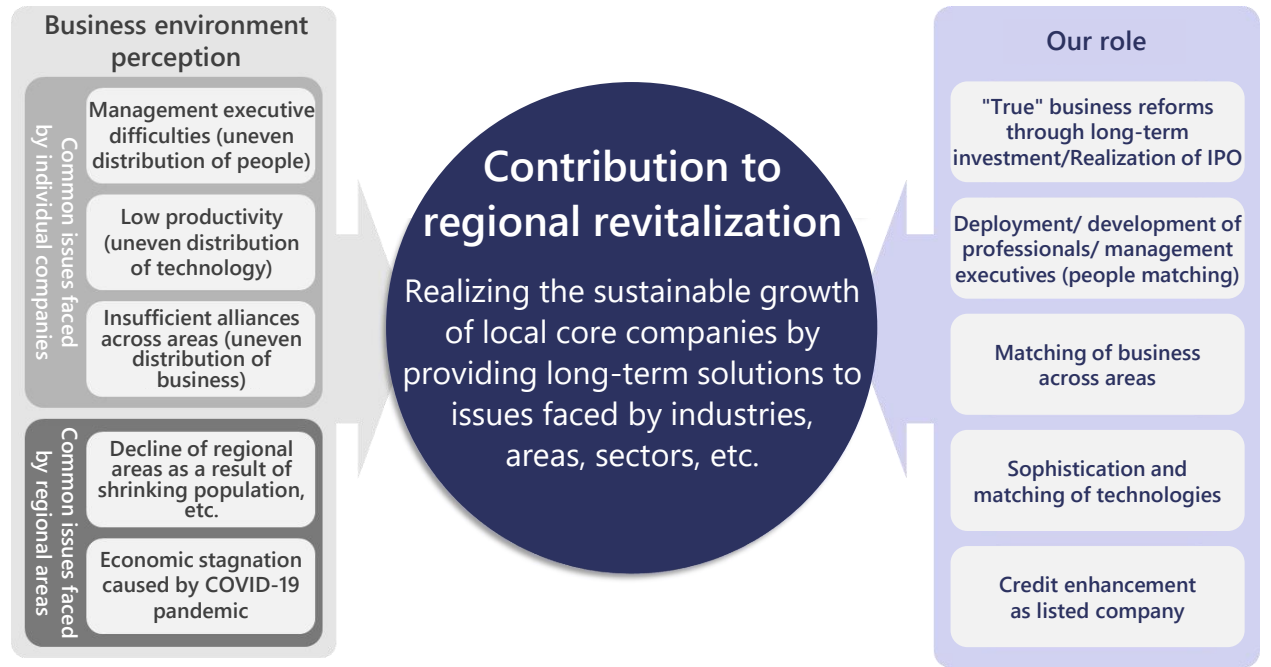 Business environment
perception
Common issues faced
by individual companies
Management executive
difficulties (uneven
distribution of people)
Low productivity
(uneven distribution
of technology)
Insufficient alliances
across areas (uneven
distribution of
business)
Common issues faced
by regional areas
Decline of regional
areas as a result of
shrinking population,
etc.
Economic stagnation
caused by COVID-19
pandemic
Contribution to
regional revitalization
Realizing the sustainable growth
of local core companies by
providing long-term solutions to
issues faced by industries,
areas, sectors, etc.
Our role
"True" business reforms
through long-term
investment/Realization of IPO
Deployment/ development of
professionals/ management
executives (people matching)
Matching of business
across areas
Sophistication and
matching of technologies
Credit enhancement
as listed company